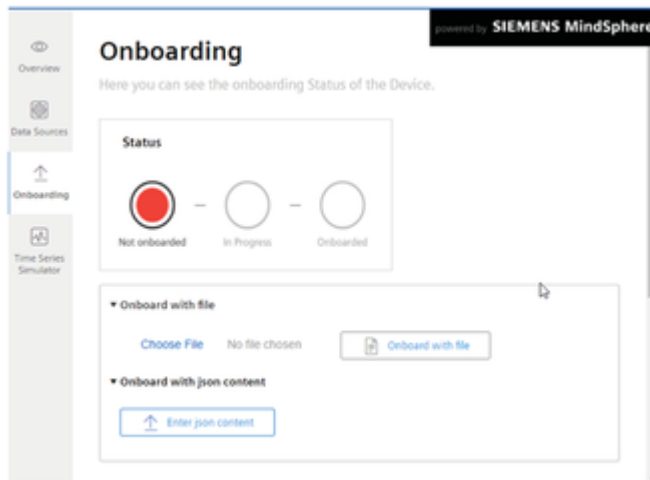 powered by SIEMENS MindSphere
Overview
Data Sources
Onboarding
Time Series
Simulator
Onboarding
Here you can see the onboarding Status of the Device.
Status
Not onboarded
In Progress
Onboarded
▾ Onboard with file
Choose File No file chosen
Onboard with file
▾ Onboard with json content
Enter json content